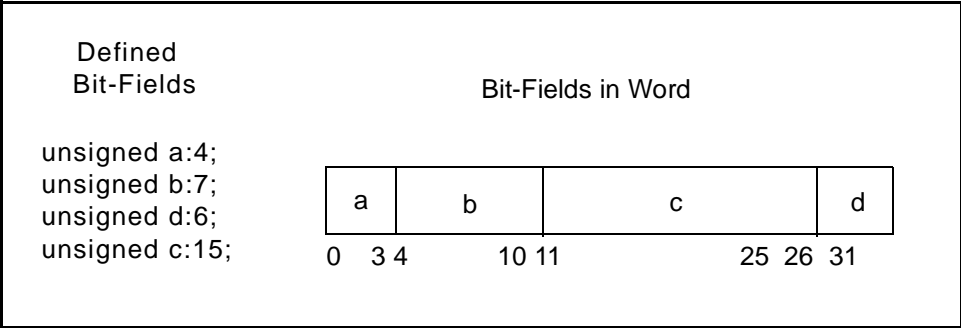 Defined
Bit-Fields
Bit-Fields in Word
unsigned a:4;
unsigned b:7;
unsigned d:6;
unsigned c:15;
a b c d
0 3 4 10 11 25 26 31